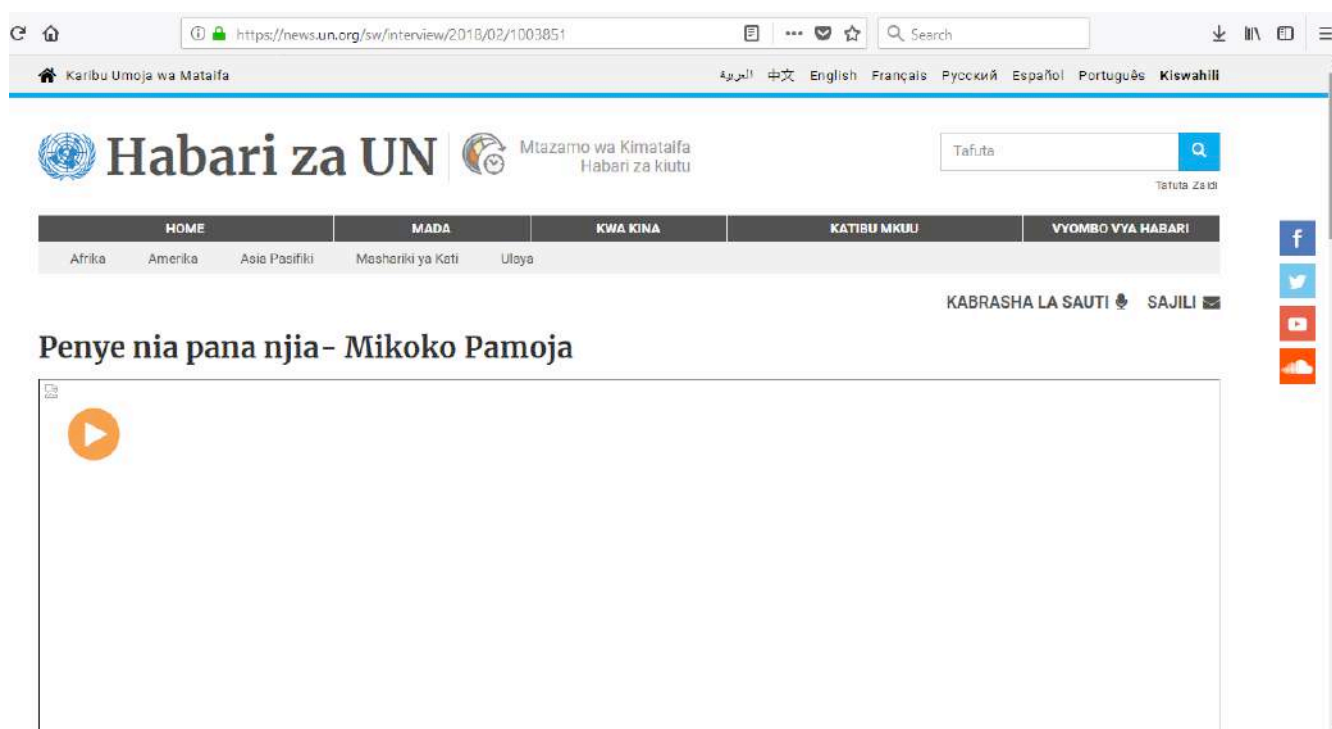 https://news.un.org/sw/interview/2018/02/1003851
Search
Karibu Umoja wa Mataifa
العربية 中文 English Français Русский Español Português Kiswahili
Habari za UN
Mtazamo wa Kimataifa
Habari za kiutu
Tafuta
Tafuta Zaidi
HOME MADA KWA KINA KATIBU MKUU VYOMBO VYA HABARI
Afrika Amerika Asia Pasifiki Mashariki ya Kati Ulaya
KABRASHA LA SAUTI SAJILI
Penye nia pana njia- Mikoko Pamoja